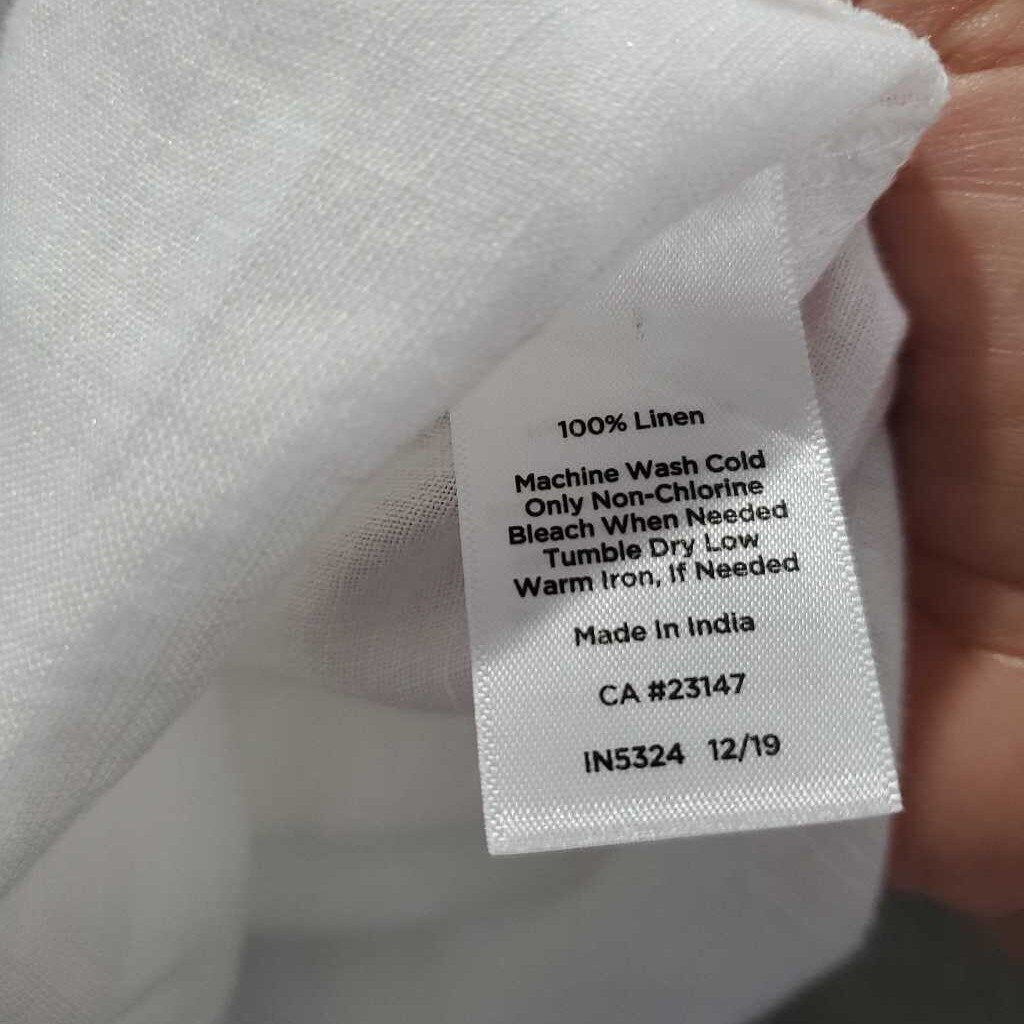 100% Linen
Machine Wash Cold
Only Non-Chlorine
Bleach When Needed
Tumble Dry Low
Warm Iron, If Needed
Made In India
CA #23147
IN5324 12/19